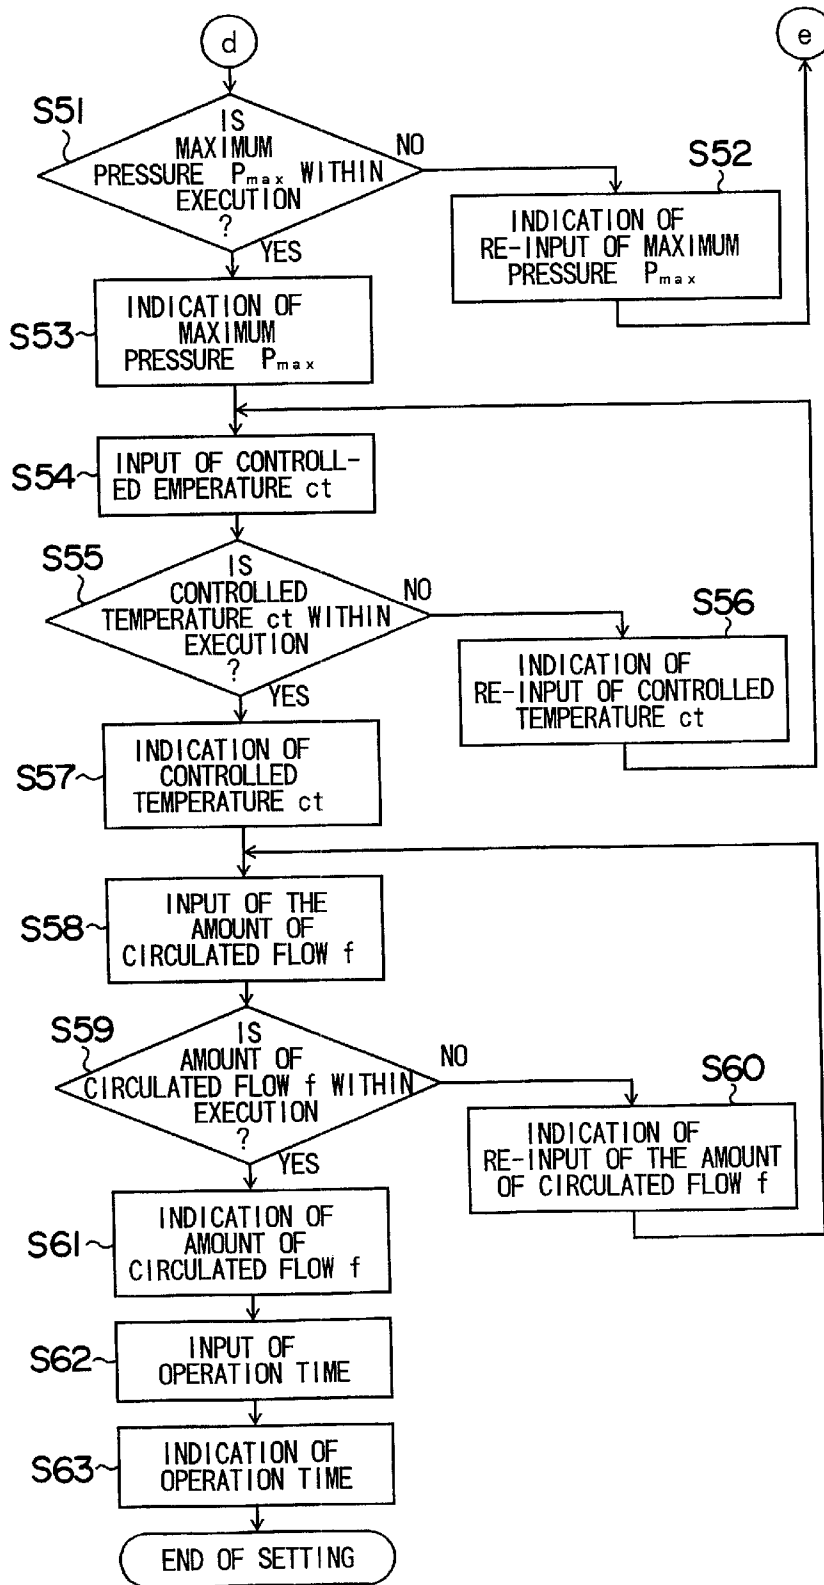 d
e
S51
IS
MAXIMUM
PRESSURE Pmax WITHIN
EXECUTION
?
NO
YES
S52
INDICATION OF
RE-INPUT OF MAXIMUM
PRESSURE Pmax
S53
INDICATION OF
MAXIMUM
PRESSURE Pmax
S54
INPUT OF CONTROLL-
ED EMPERATURE ct
S55
IS
CONTROLLED
TEMPERATURE ct WITHIN
EXECUTION
?
NO
YES
S56
INDICATION OF
RE-INPUT OF CONTROLLED
TEMPERATURE ct
S57
INDICATION OF
CONTROLLED
TEMPERATURE ct
S58
INPUT OF THE
AMOUNT OF
CIRCULATED FLOW f
S59
IS
AMOUNT OF
CIRCULATED FLOW f WITHIN
EXECUTION
?
NO
YES
S60
INDICATION OF
RE-INPUT OF THE AMOUNT
OF CIRCULATED FLOW f
S61
INDICATION OF
AMOUNT OF
CIRCULATED FLOW f
S62
INPUT OF
OPERATION TIME
S63
INDICATION OF
OPERATION TIME
END OF SETTING